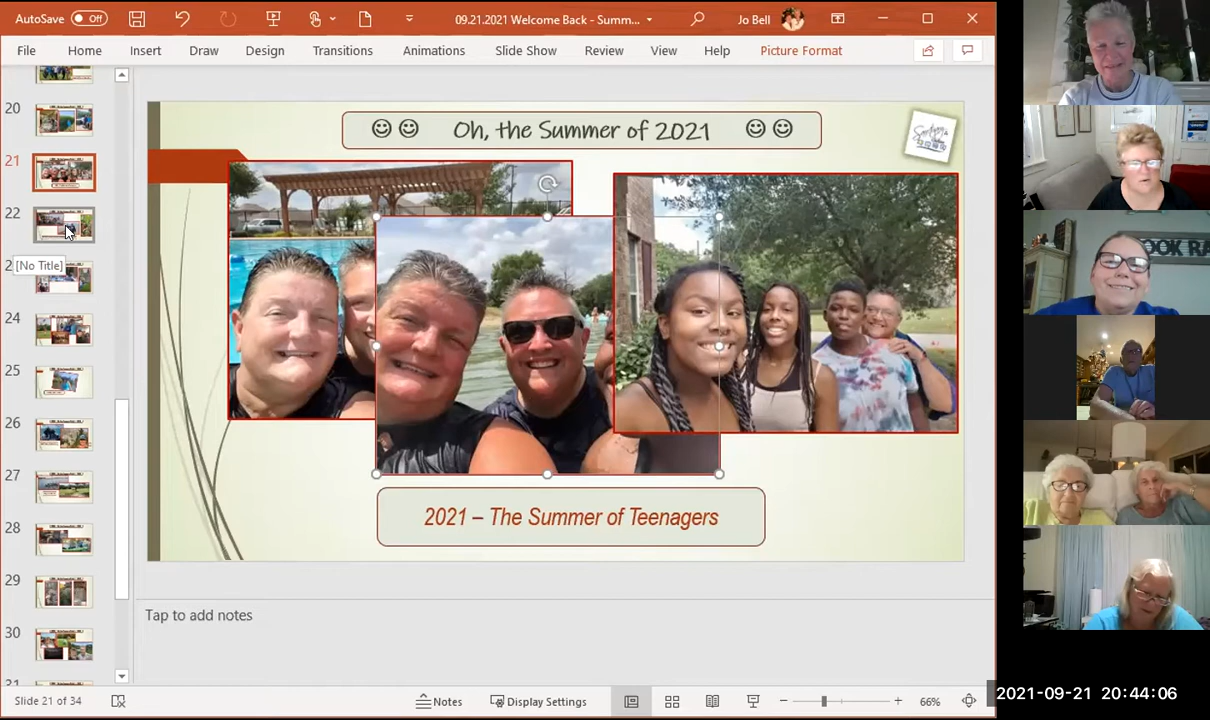 AutoSave Off 09.21.2021 Welcome Back - Summ... Jo Bell
File Home Insert Draw Design Transitions Animations Slide Show Review View Help Picture Format
20
21
22
[No Title]
24
25
26
27
28
29
30
Oh, the Summer of 2021
2021 – The Summer of Teenagers
Tap to add notes
Slide 21 of 34 Notes Display Settings 66%
2021-09-21 20:44:06